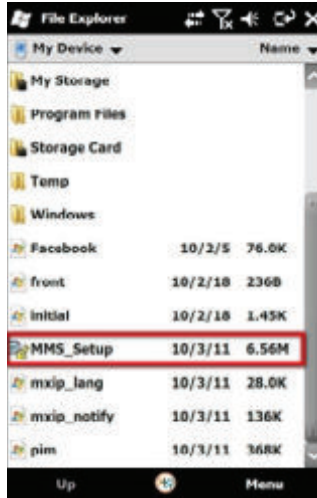 File Explorer
My Device Name
My Storage
Program Files
Storage Card
Temp
Windows
Facebook 10/2/5 76.0K
front 10/2/18 236B
initial 10/2/18 1.45K
MMS_Setup 10/3/11 6.56M
mxip_lang 10/3/11 28.0K
mxip_notify 10/3/11 136K
pim 10/3/11 368K
Up Menu